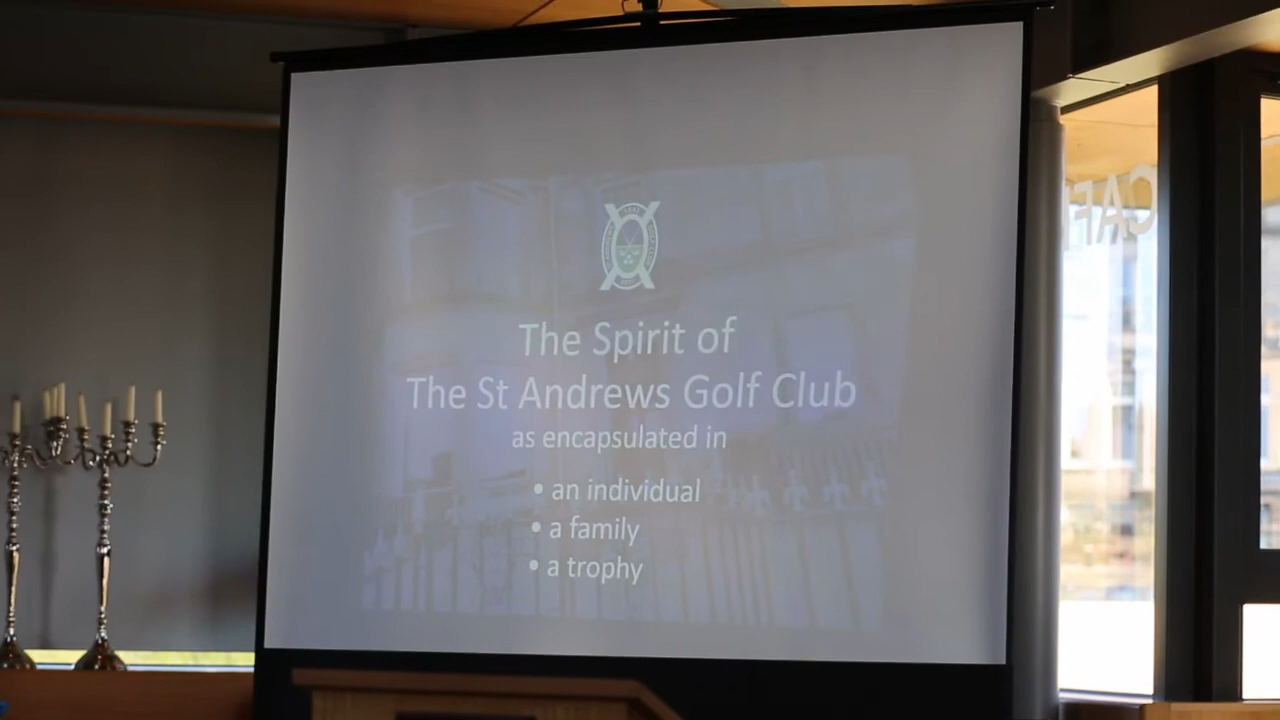 The Spirit of
The St Andrews Golf Club
as encapsulated in
• an individual
• a family
• a trophy
CAF